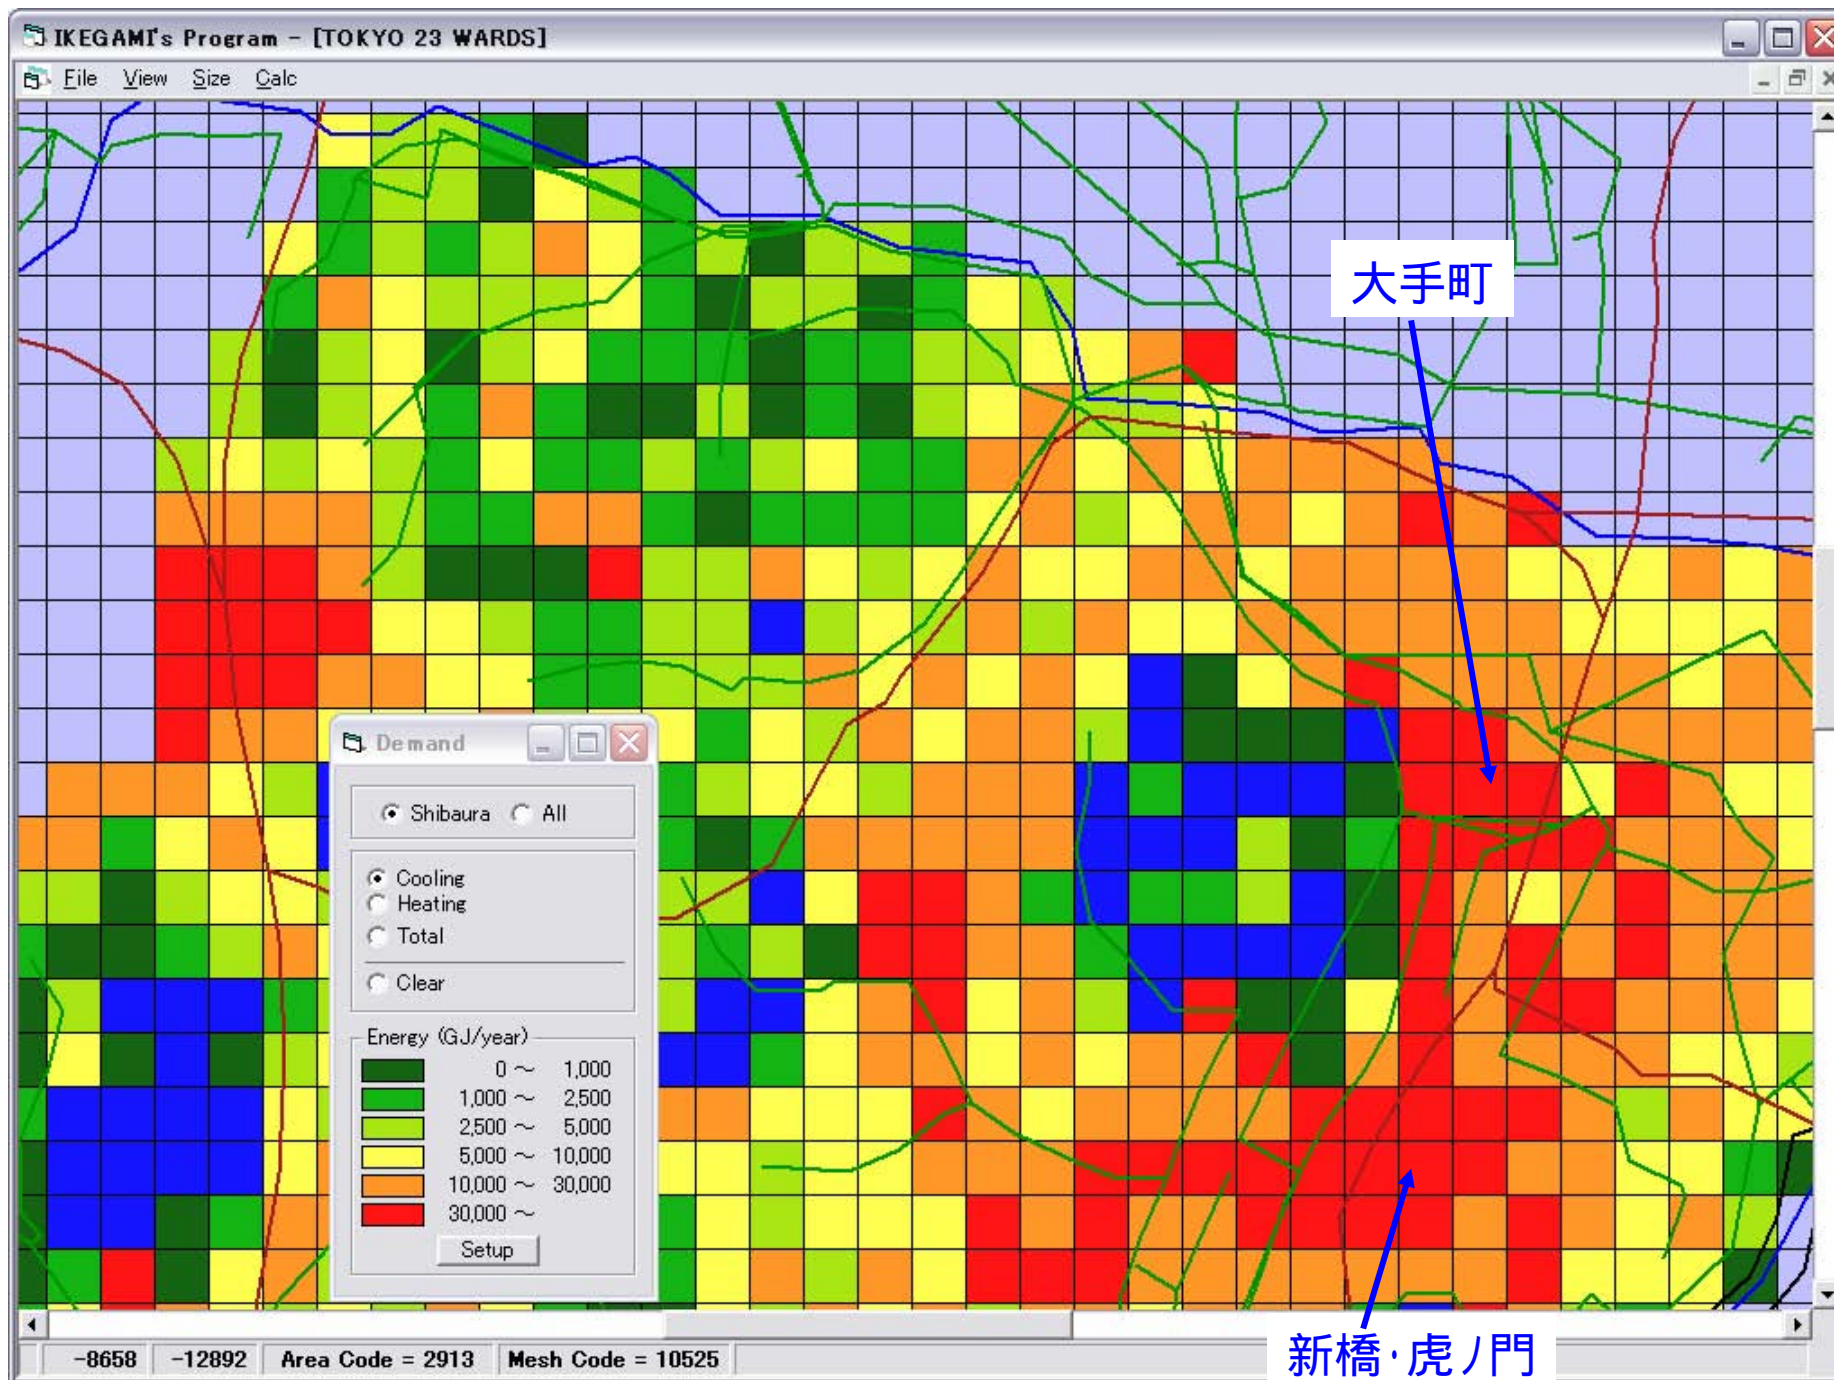 IKEGAMI's Program - [TOKYO 23 WARDS]
File View Size Calc
大手町
Demand
Shibaura All
Cooling
Heating
Total
Clear
Energy (GJ/year)
0 ～ 1,000
1,000 ～ 2,500
2,500 ～ 5,000
5,000 ～ 10,000
10,000 ～ 30,000
30,000 ～
Setup
新橋・虎ノ門
-8658 -12892 Area Code = 2913 Mesh Code = 10525